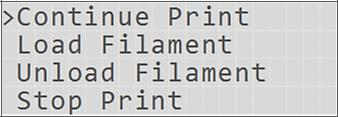 >Continue Print
Load Filament
Unload Filament
Stop Print